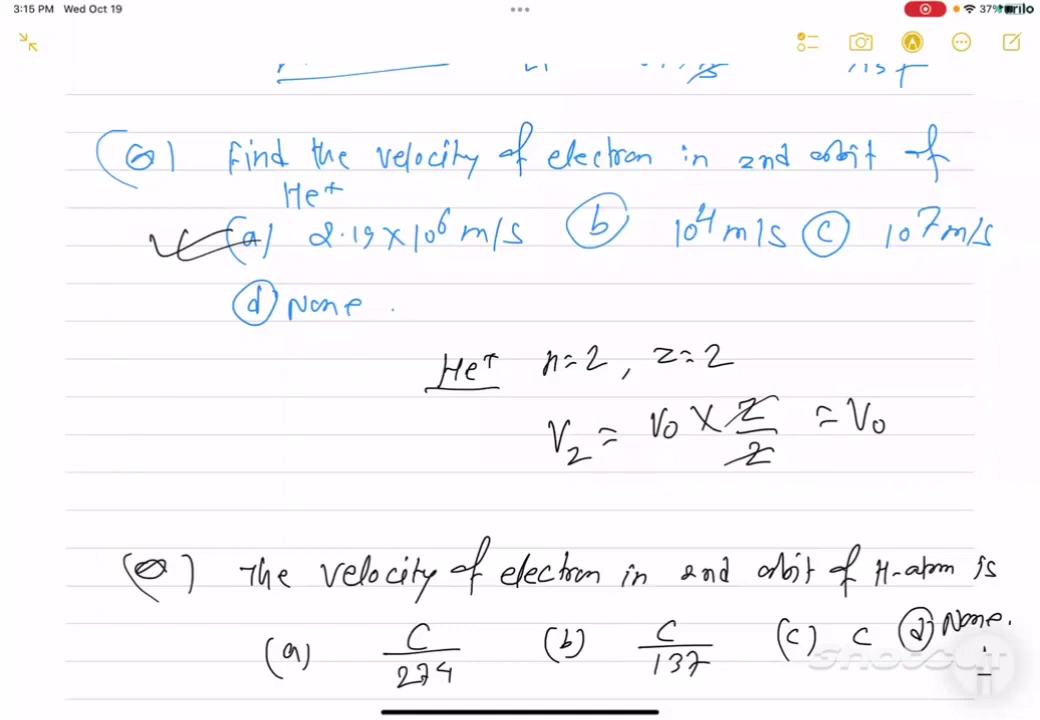 3:15 PM Wed Oct 19
37%
(Q) Find the velocity of electron in 2nd orbit of
He+
(a) 2.19×10⁶ m/s (b) 10⁴ m/s (c) 10⁷ m/s
(d) None .
He+ n=2 , z=2
V₂ = V₀ × 2/2 = V₀
(Q) The velocity of electron in 2nd orbit of H-atom is
(a) C/274 (b) C/137 (c) C (d) None.